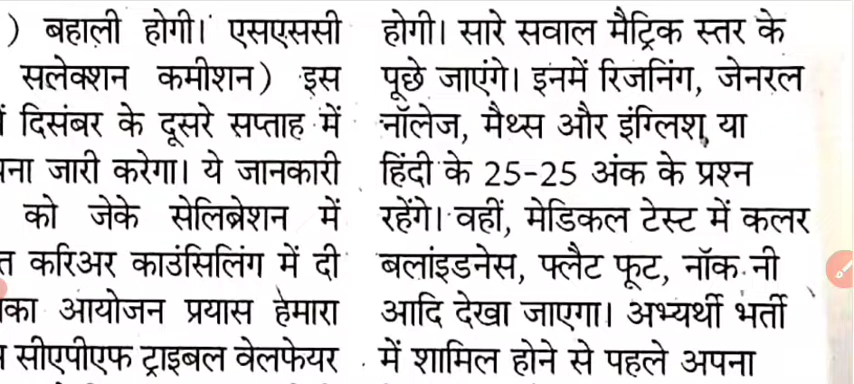 ) बहाली होगी। एसएससी
सलेक्शन कमीशन) इस
दिसंबर के दूसरे सप्ताह में
जारी करेगा। ये जानकारी
को जेके सेलिब्रेशन में
करिअर काउंसिलिंग में दी
का आयोजन प्रयास हमारा
सीएपीएफ ट्राइबल वेलफेयर
होगी। सारे सवाल मैट्रिक स्तर के
पूछे जाएंगे। इनमें रिजनिंग, जेनरल
नॉलेज, मैथ्स और इंग्लिश या
हिंदी के 25-25 अंक के प्रश्न
रहेंगे। वहीं, मेडिकल टेस्ट में कलर
बलांइडनेस, फ्लैट फूट, नॉक नी
आदि देखा जाएगा। अभ्यर्थी भर्ती
में शामिल होने से पहले अपना